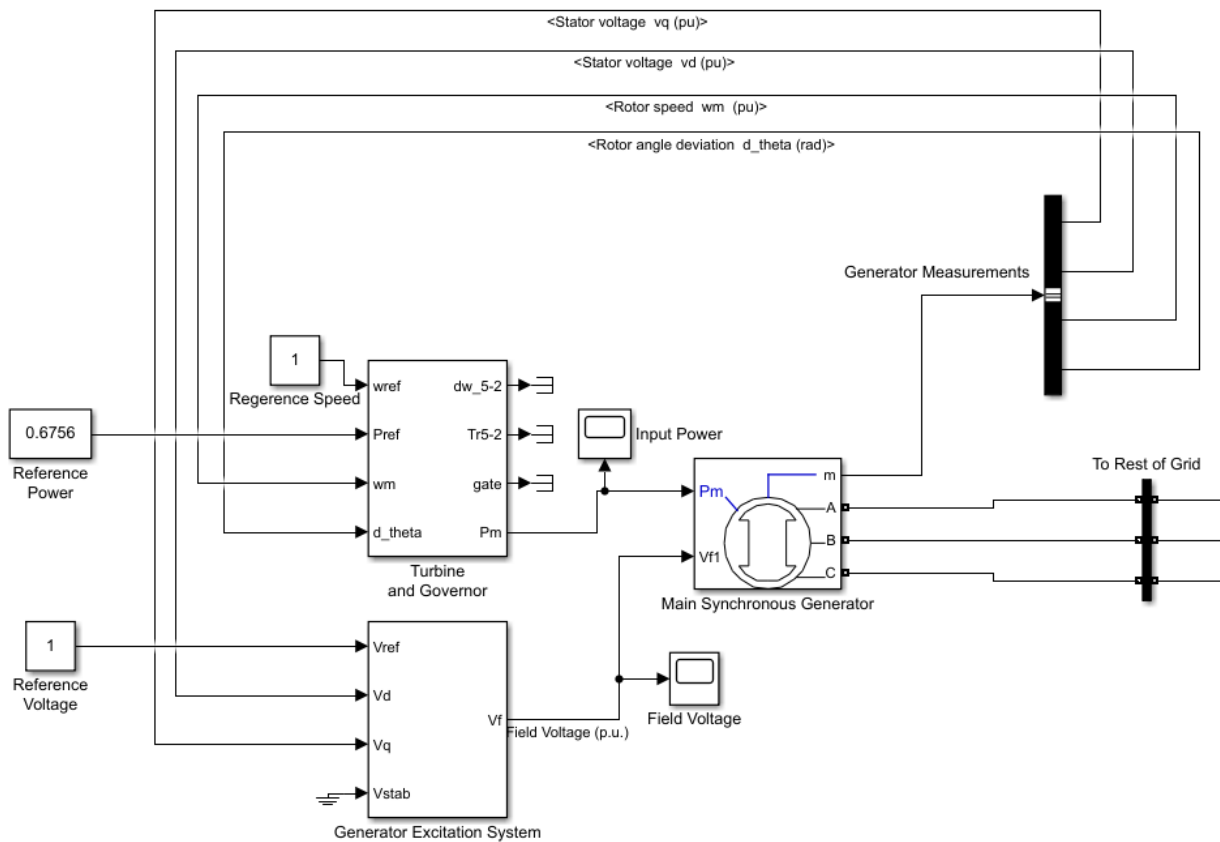 <Stator voltage  vq (pu)>
<Stator voltage  vd (pu)>
<Rotor speed  wm  (pu)>
<Rotor angle deviation  d_theta (rad)>
Generator Measurements
1
Regerence Speed
0.6756
Reference
Power
wref
Pref
wm
d_theta
dw_5-2
Tr5-2
gate
Pm
Turbine
and Governor
Input Power
Pm
Vf1
m
A
B
C
Main Synchronous Generator
To Rest of Grid
1
Reference
Voltage
Vref
Vd
Vq
Vstab
Vf
Field Voltage (p.u.)
Generator Excitation System
Field Voltage